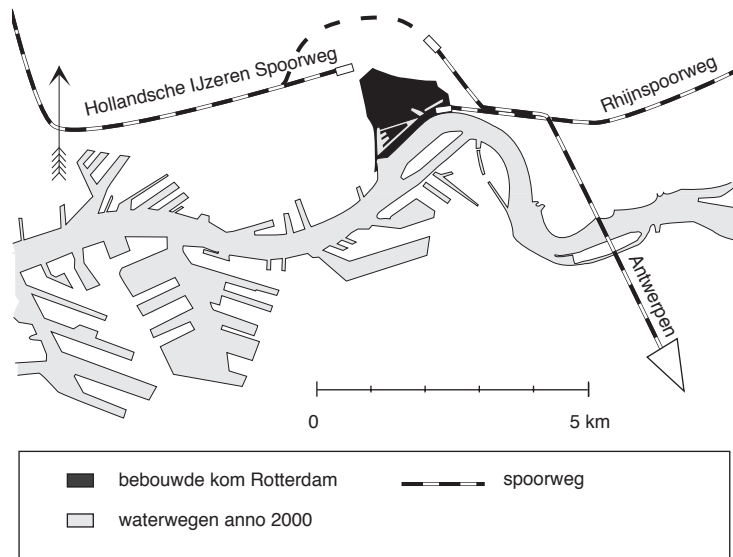 Hollandsche IJzeren Spoorweg
Rhijnspoorweg
Antwerpen
0 5 km
bebouwde kom Rotterdam
spoorweg
waterwegen anno 2000